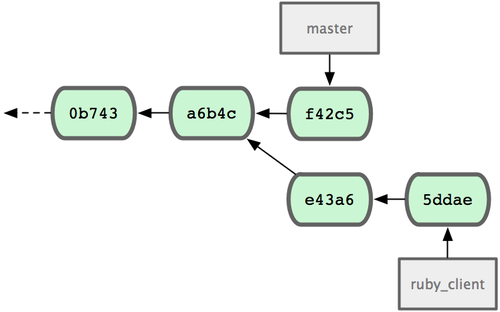 master
0b743
a6b4c
f42c5
e43a6
5ddae
ruby_client